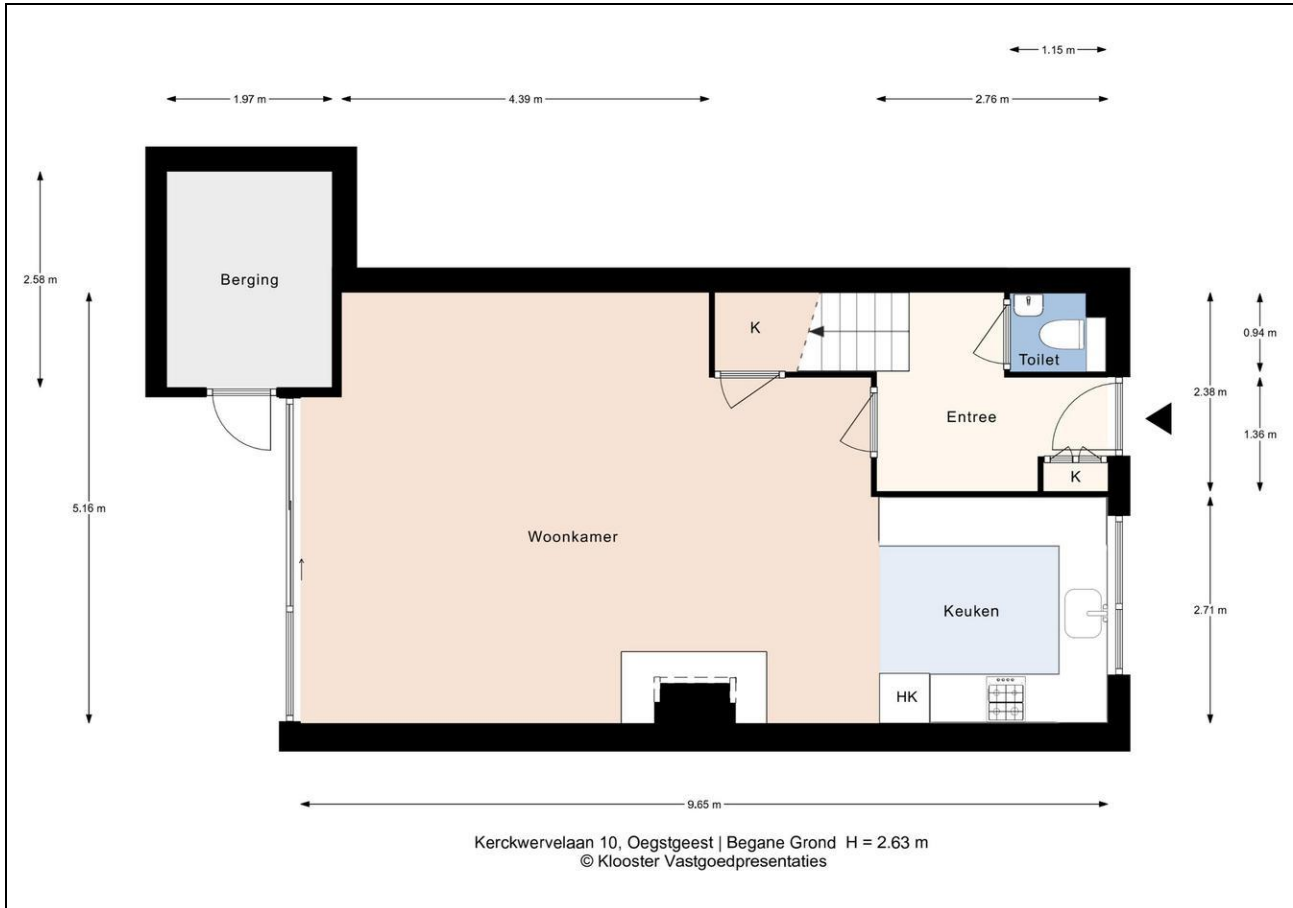 1.15 m
1.97 m
4.39 m
2.76 m
2.58 m
Berging
K
Toilet
0.94 m
2.38 m
Entree
1.36 m
K
5.16 m
Woonkamer
Keuken
2.71 m
HK
9.65 m
Kerckwervelaan 10, Oegstgeest | Begane Grond H = 2.63 m
© Klooster Vastgoedpresentaties